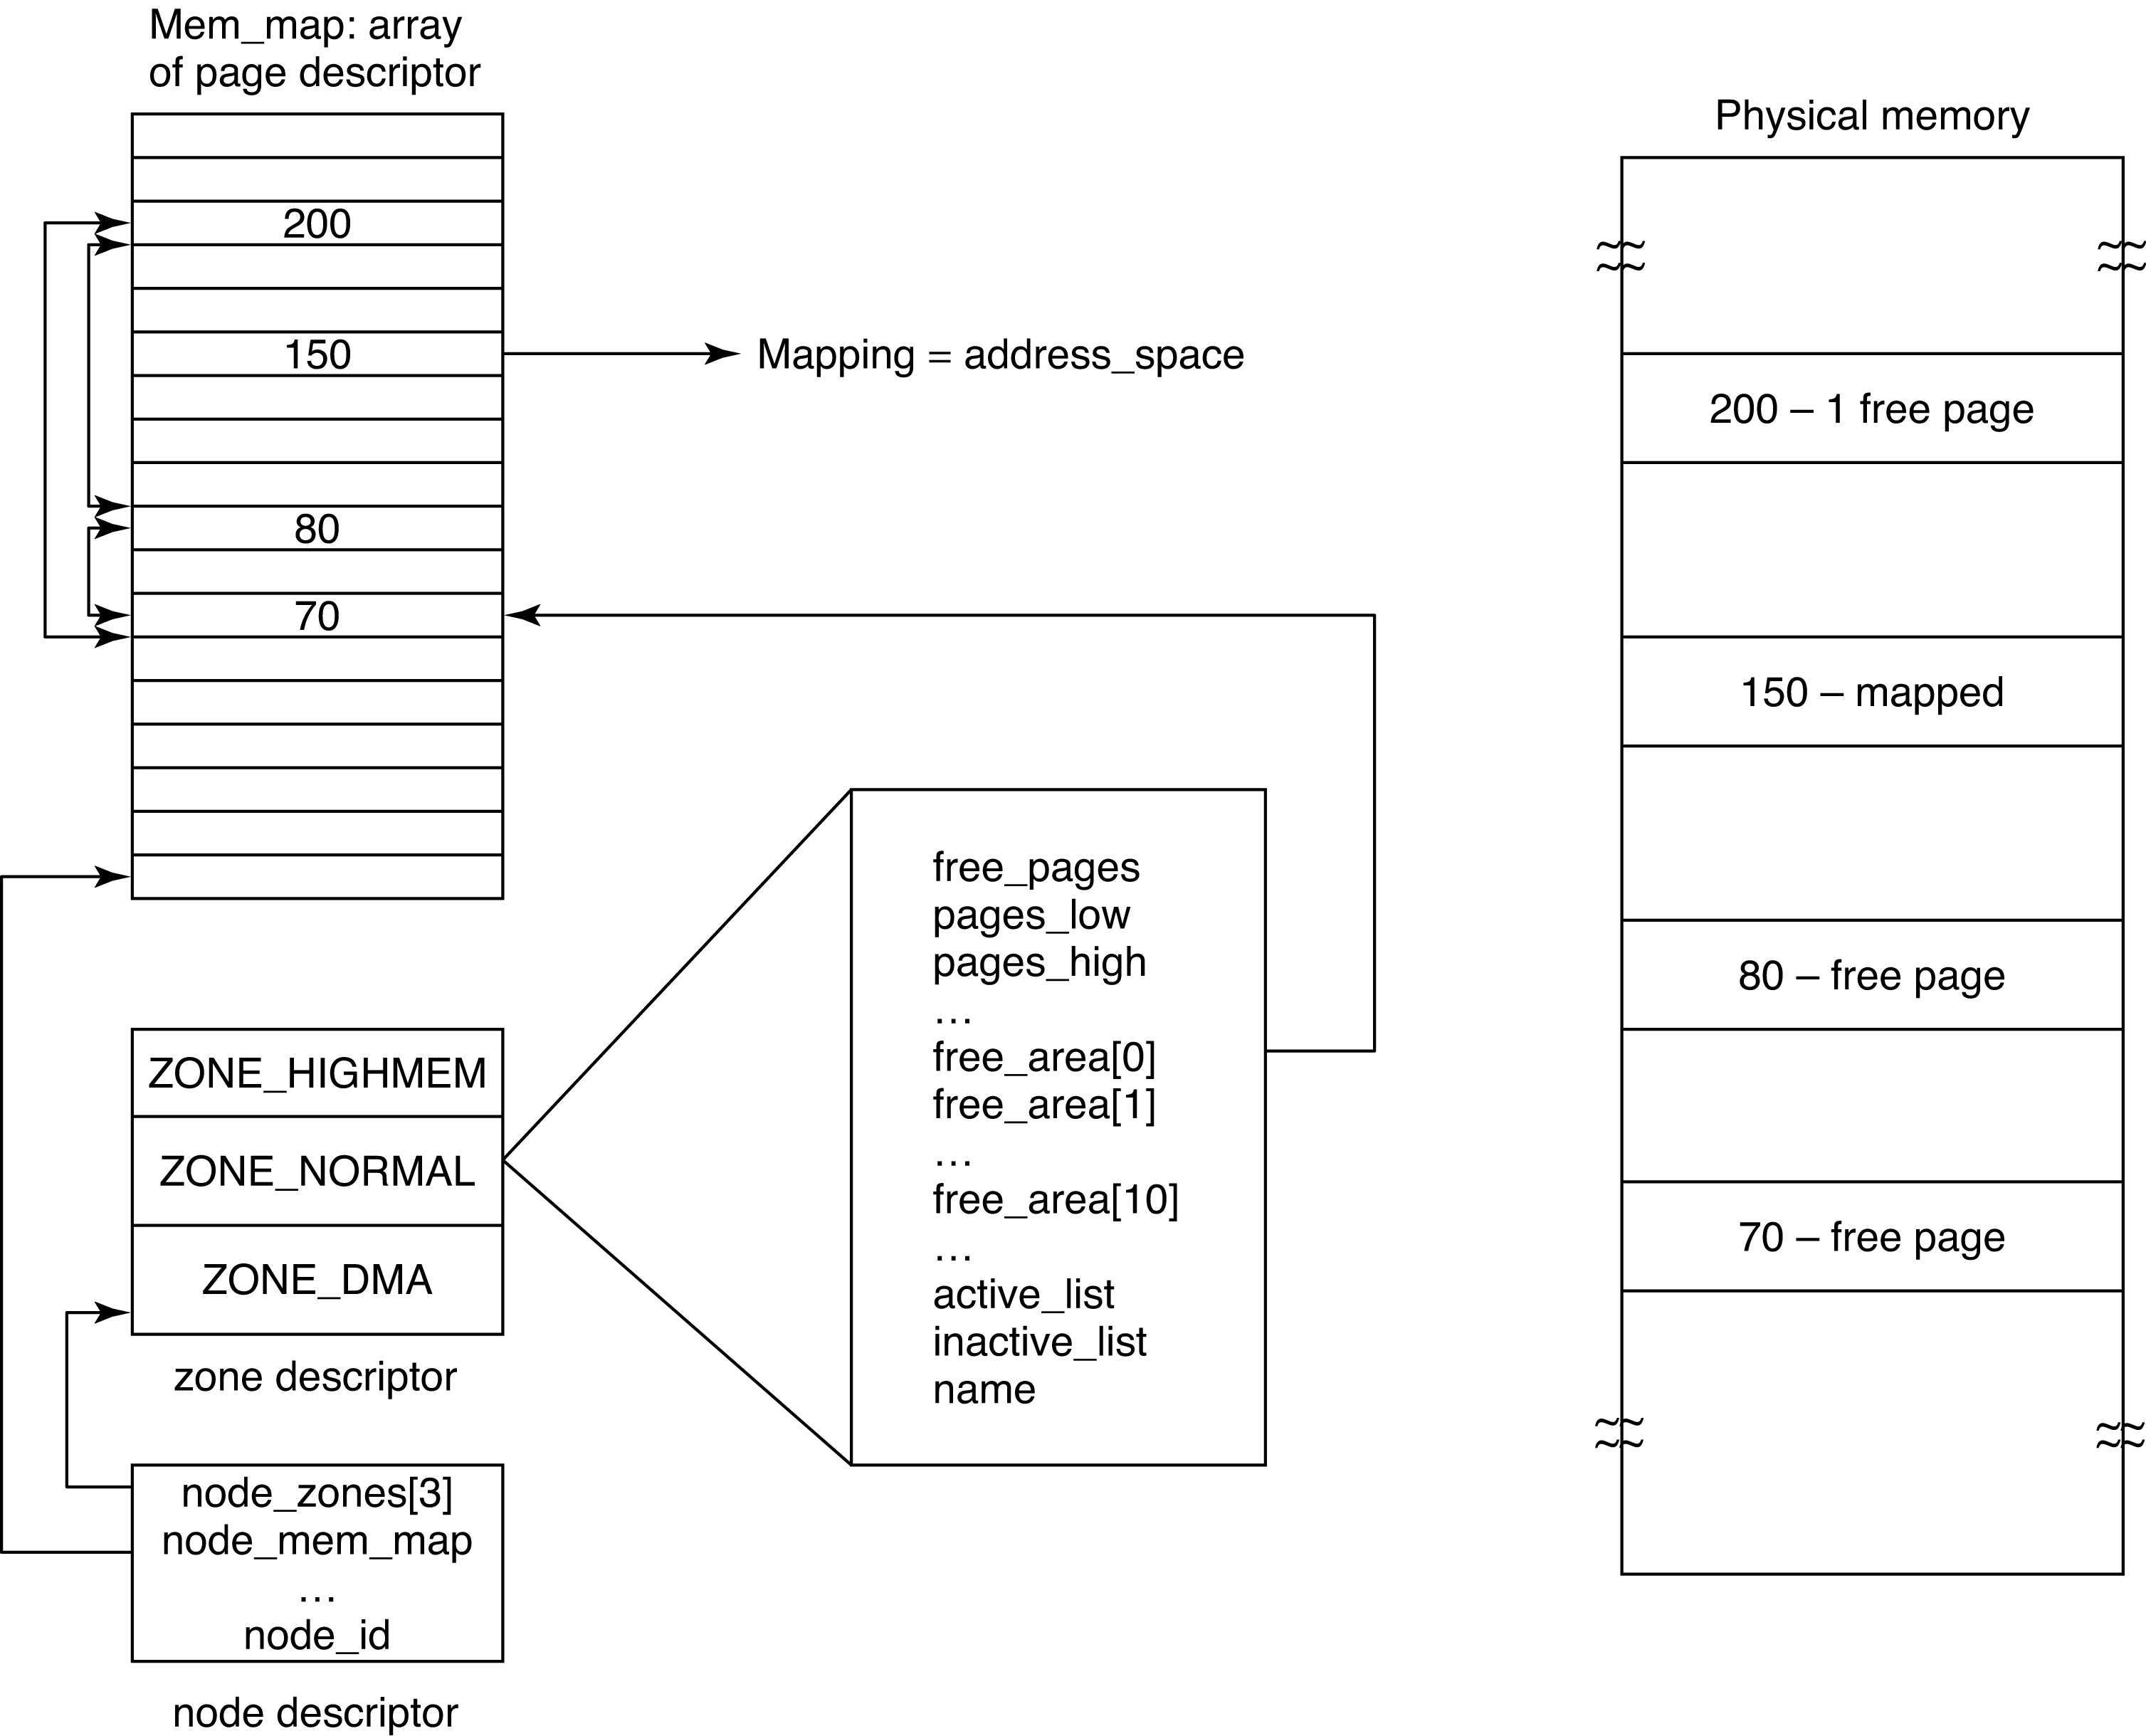 Mem_map: array
of page descriptor
200
150
80
70
Mapping = address_space
ZONE_HIGHMEM
ZONE_NORMAL
ZONE_DMA
zone descriptor
node_zones[3]
node_mem_map
...
node_id
node descriptor
free_pages
pages_low
pages_high
...
free_area[0]
free_area[1]
...
free_area[10]
...
active_list
inactive_list
name
Physical memory
200 – 1 free page
150 – mapped
80 – free page
70 – free page